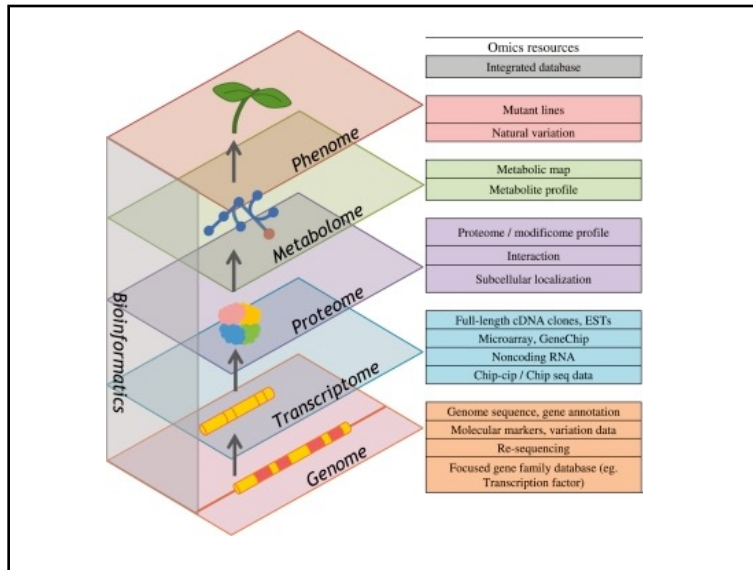 Omics resources
Integrated database
Phenome
Mutant lines
Natural variation
Metabolome
Metabolic map
Metabolite profile
Proteome
Proteome / modificome profile
Interaction
Subcellular localization
Transcriptome
Full-length cDNA clones, ESTs
Microarray, GeneChip
Noncoding RNA
Chip-cip / Chip seq data
Genome
Genome sequence, gene annotation
Molecular markers, variation data
Re-sequencing
Focused gene family database (eg.
Transcription factor)
Bioinformatics